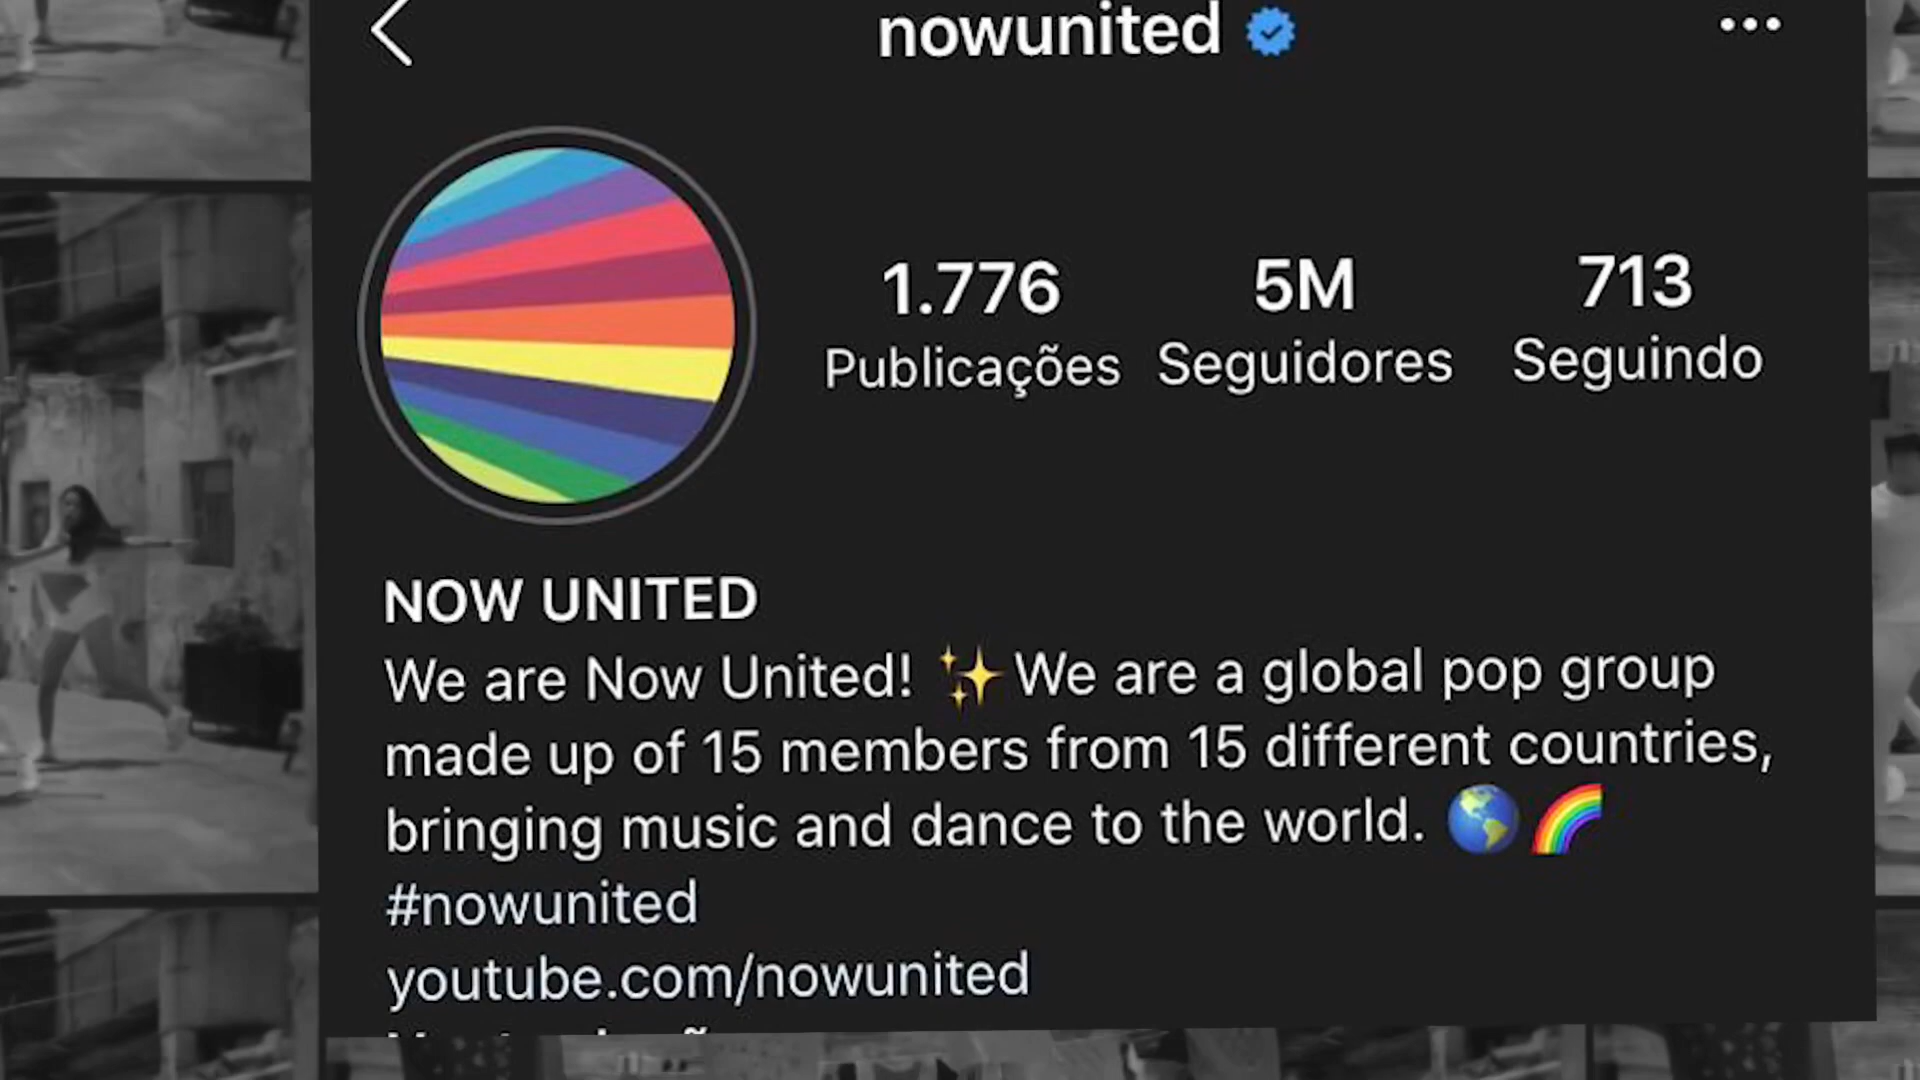 nowunited
1.776 5M 713
Publicações Seguidores Seguindo
NOW UNITED
We are Now United! ✨We are a global pop group
made up of 15 members from 15 different countries,
bringing music and dance to the world. 🌎🌈
#nowunited
youtube.com/nowunited